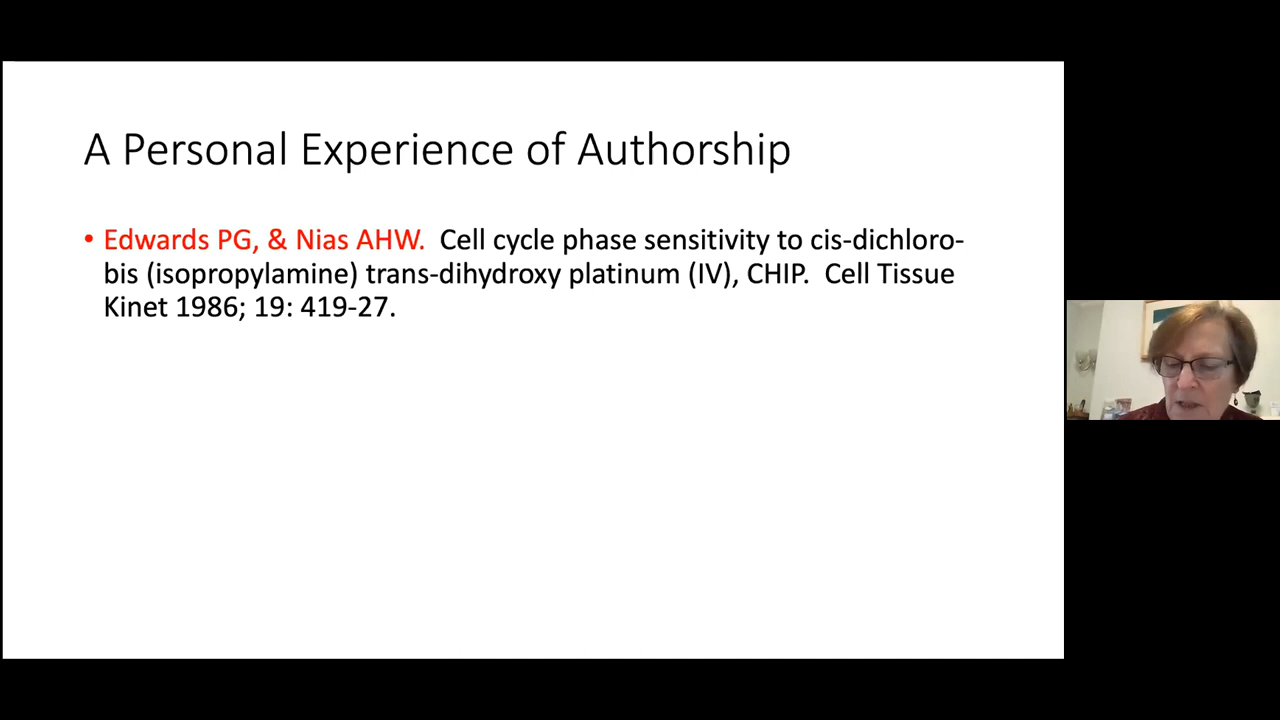 A Personal Experience of Authorship
• Edwards PG, & Nias AHW.  Cell cycle phase sensitivity to cis-dichloro-
bis (isopropylamine) trans-dihydroxy platinum (IV), CHIP.  Cell Tissue
Kinet 1986; 19: 419-27.